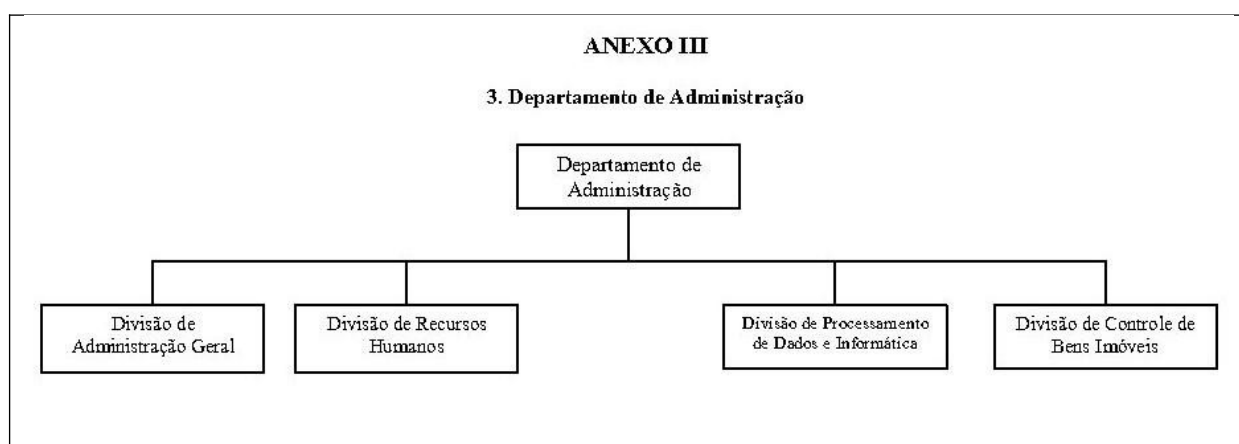 ANEXO III
3. Departamento de Administração
Departamento de
Administração
Divisão de
Administração Geral
Divisão de Recursos
Humanos
Divisão de Processamento
de Dados e Informática
Divisão de Controle de
Bens Imóveis